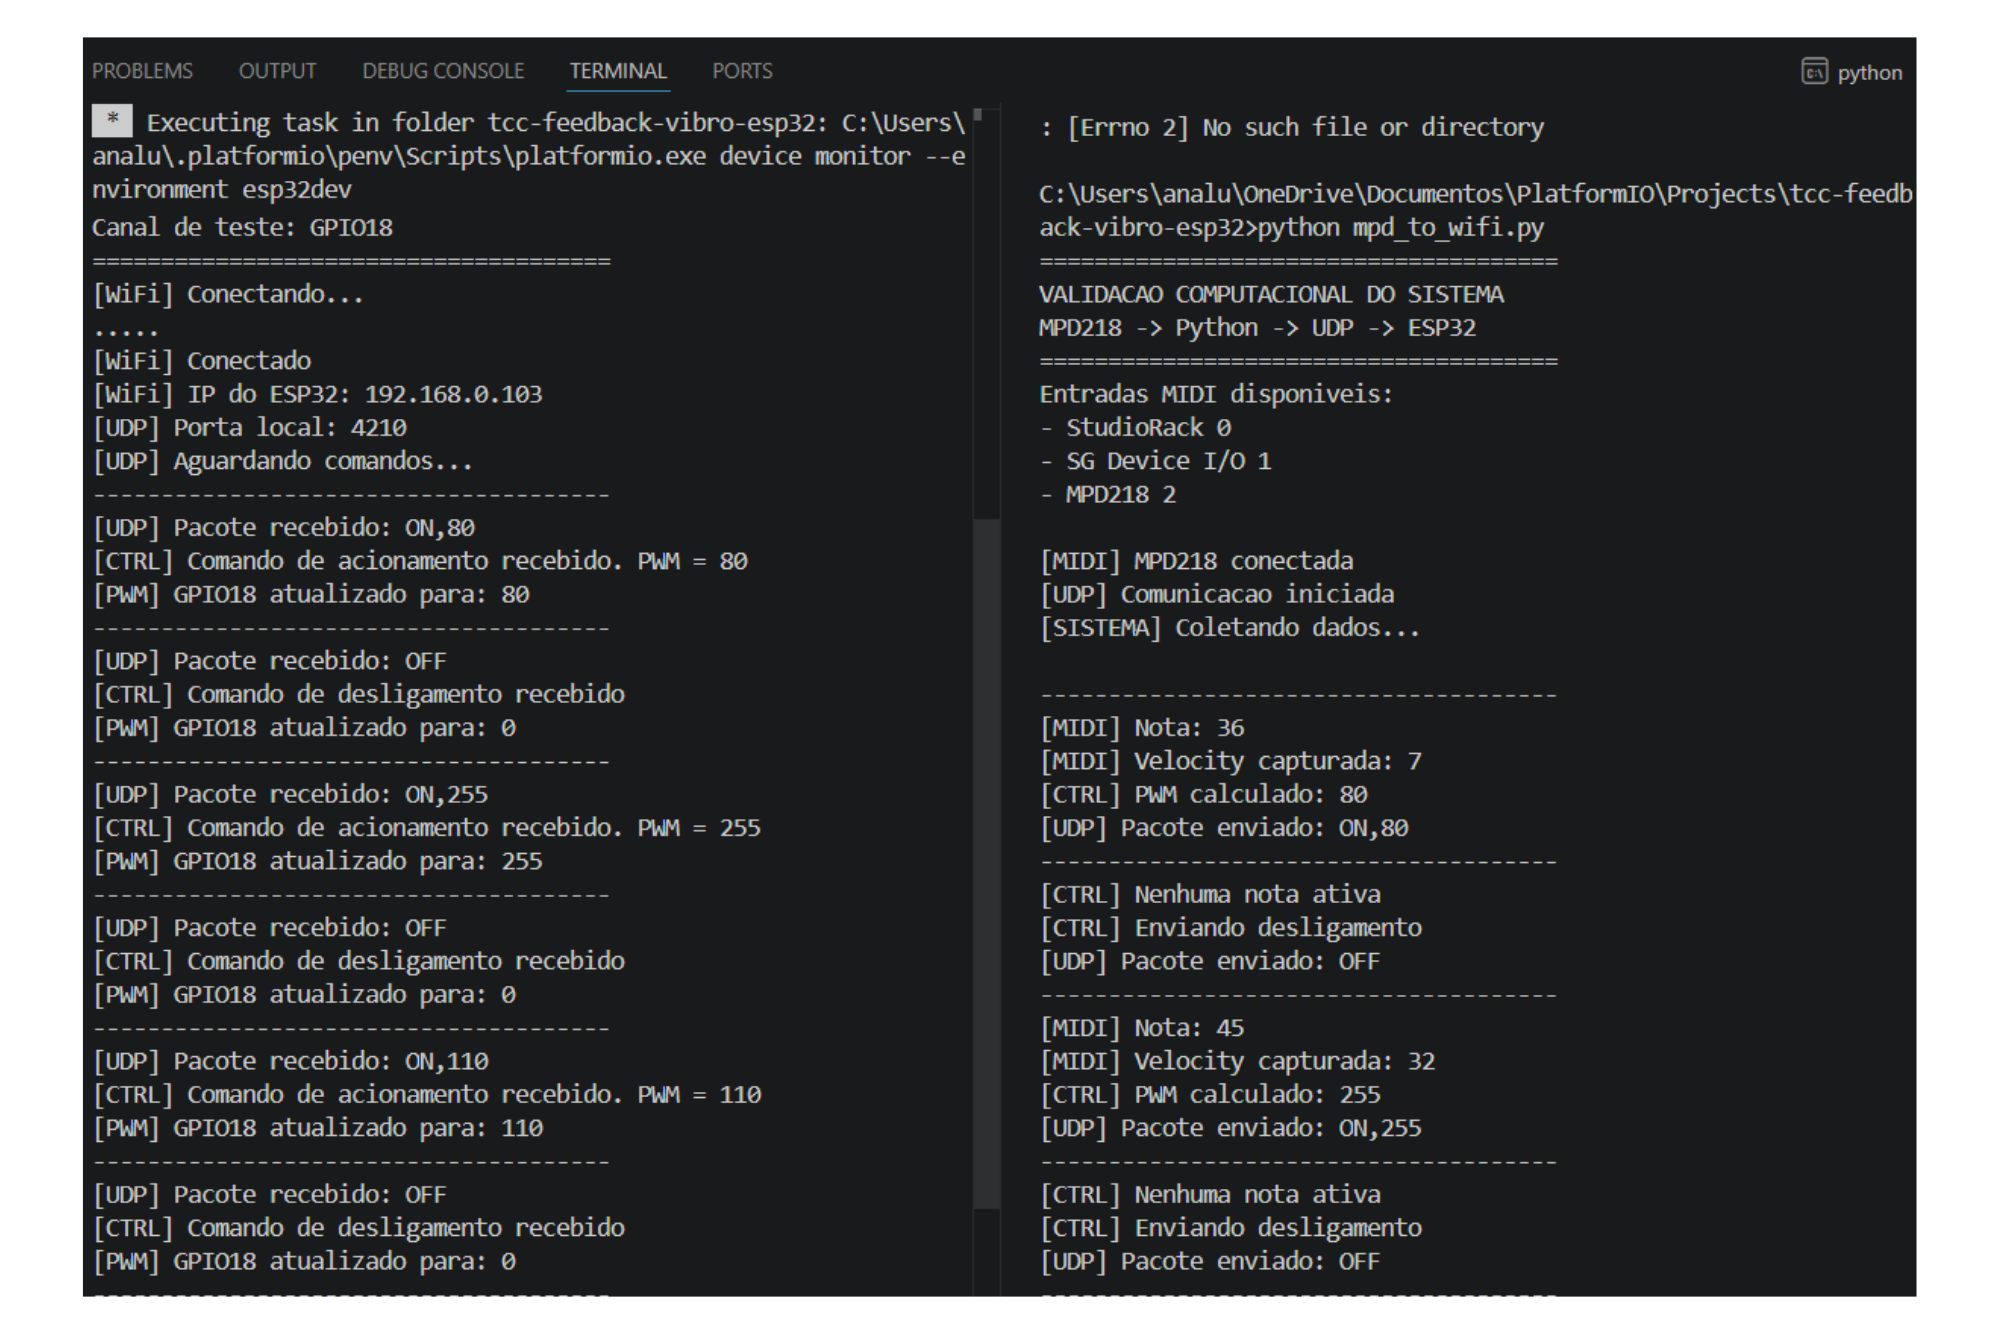 PROBLEMS OUTPUT DEBUG CONSOLE TERMINAL PORTS
python
* Executing task in folder tcc-feedback-vibro-esp32: C:\Users\
analu\.platformio\penv\Scripts\platformio.exe device monitor --e
nvironment esp32dev
Canal de teste: GPIO18
======================================
[WiFi] Conectando...
.....
[WiFi] Conectado
[WiFi] IP do ESP32: 192.168.0.103
[UDP] Porta local: 4210
[UDP] Aguardando comandos...
--------------------------------------
[UDP] Pacote recebido: ON,80
[CTRL] Comando de acionamento recebido. PWM = 80
[PWM] GPIO18 atualizado para: 80
--------------------------------------
[UDP] Pacote recebido: OFF
[CTRL] Comando de desligamento recebido
[PWM] GPIO18 atualizado para: 0
--------------------------------------
[UDP] Pacote recebido: ON,255
[CTRL] Comando de acionamento recebido. PWM = 255
[PWM] GPIO18 atualizado para: 255
--------------------------------------
[UDP] Pacote recebido: OFF
[CTRL] Comando de desligamento recebido
[PWM] GPIO18 atualizado para: 0
--------------------------------------
[UDP] Pacote recebido: ON,110
[CTRL] Comando de acionamento recebido. PWM = 110
[PWM] GPIO18 atualizado para: 110
--------------------------------------
[UDP] Pacote recebido: OFF
[CTRL] Comando de desligamento recebido
[PWM] GPIO18 atualizado para: 0
--------------------------------------
: [Errno 2] No such file or directory
C:\Users\analu\OneDrive\Documentos\PlatformIO\Projects\tcc-feedb
ack-vibro-esp32>python mpd_to_wifi.py
======================================
VALIDACAO COMPUTACIONAL DO SISTEMA
MPD218 -> Python -> UDP -> ESP32
======================================
Entradas MIDI disponiveis:
- StudioRack 0
- SG Device I/O 1
- MPD218 2
[MIDI] MPD218 conectada
[UDP] Comunicacao iniciada
[SISTEMA] Coletando dados...
--------------------------------------
[MIDI] Nota: 36
[MIDI] Velocity capturada: 7
[CTRL] PWM calculado: 80
[UDP] Pacote enviado: ON,80
--------------------------------------
[CTRL] Nenhuma nota ativa
[CTRL] Enviando desligamento
[UDP] Pacote enviado: OFF
--------------------------------------
[MIDI] Nota: 45
[MIDI] Velocity capturada: 32
[CTRL] PWM calculado: 255
[UDP] Pacote enviado: ON,255
--------------------------------------
[CTRL] Nenhuma nota ativa
[CTRL] Enviando desligamento
[UDP] Pacote enviado: OFF
--------------------------------------